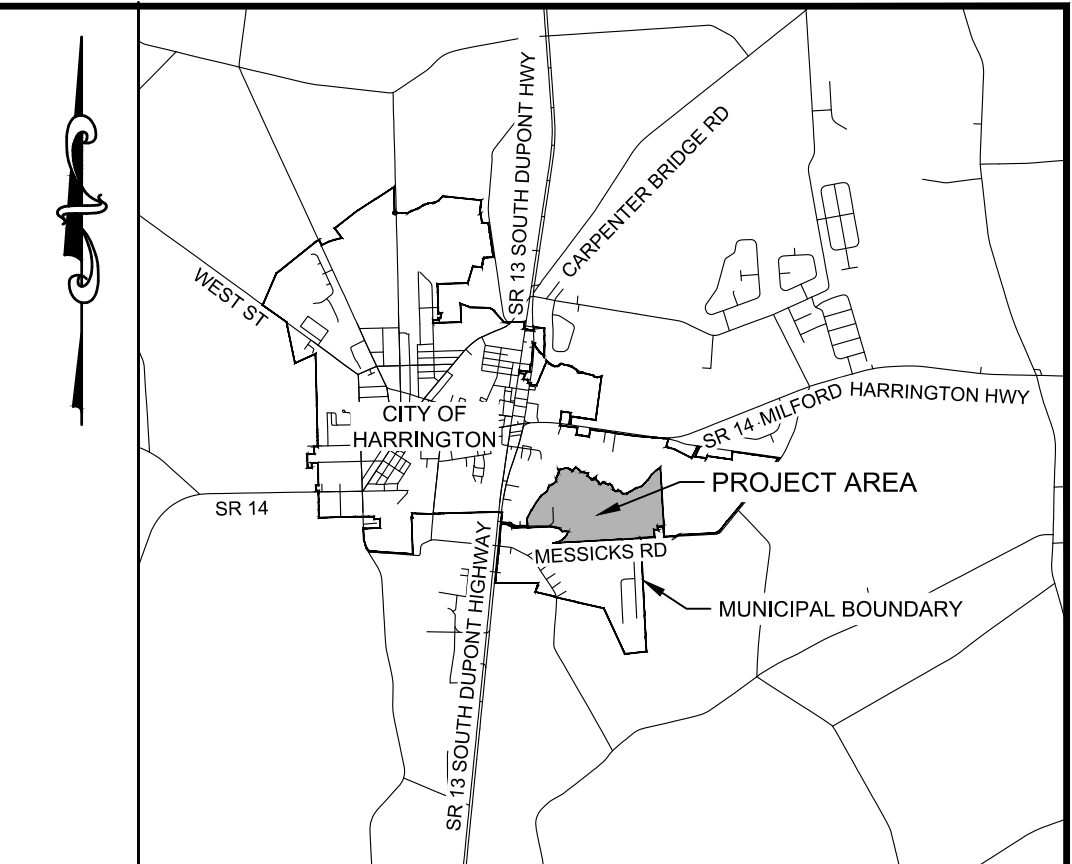 SR 13 SOUTH DUPONT HWY
CARPENTER BRIDGE RD
WEST ST
CITY OF
HARRINGTON
SR 14 MILFORD HARRINGTON HWY
PROJECT AREA
SR 14
MESSICKS RD
MUNICIPAL BOUNDARY
SR 13 SOUTH DUPONT HIGHWAY